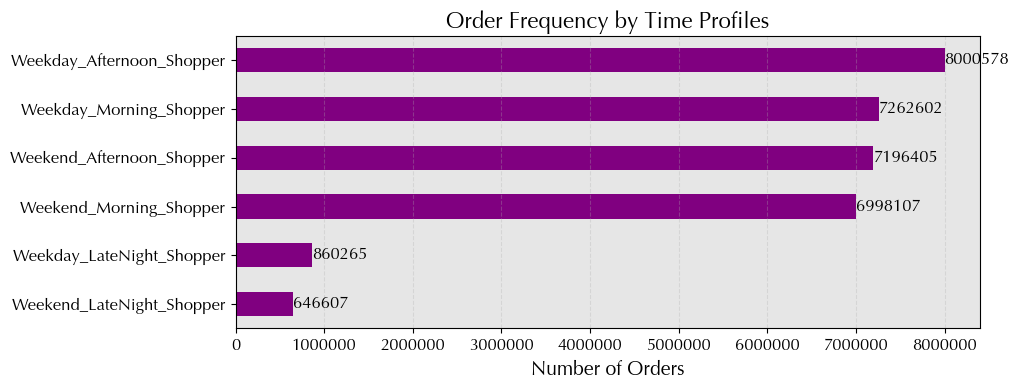 Order Frequency by Time Profiles
Weekday_Afternoon_Shopper 8000578
Weekday_Morning_Shopper 7262602
Weekend_Afternoon_Shopper 7196405
Weekend_Morning_Shopper 6998107
Weekday_LateNight_Shopper 860265
Weekend_LateNight_Shopper 646607
0 1000000 2000000 3000000 4000000 5000000 6000000 7000000 8000000
Number of Orders